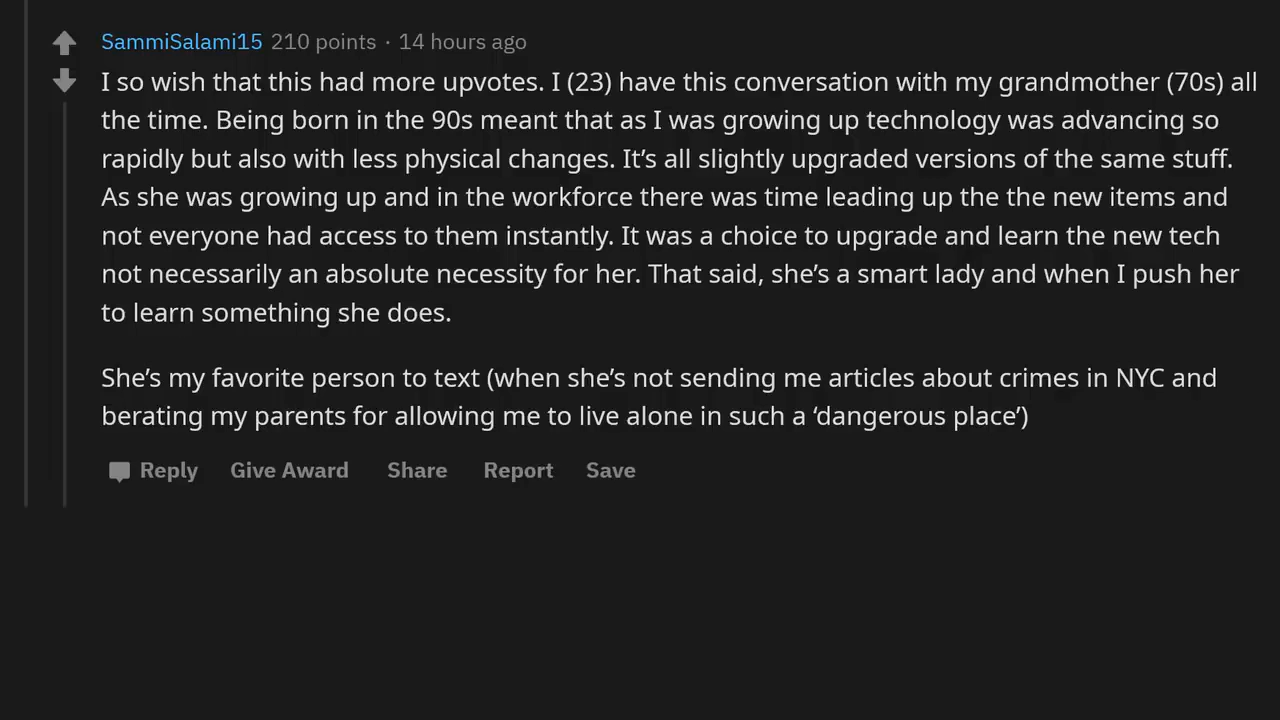 SammiSalami15 210 points · 14 hours ago
I so wish that this had more upvotes. I (23) have this conversation with my grandmother (70s) all
the time. Being born in the 90s meant that as I was growing up technology was advancing so
rapidly but also with less physical changes. It’s all slightly upgraded versions of the same stuff.
As she was growing up and in the workforce there was time leading up the the new items and
not everyone had access to them instantly. It was a choice to upgrade and learn the new tech
not necessarily an absolute necessity for her. That said, she’s a smart lady and when I push her
to learn something she does.
She’s my favorite person to text (when she’s not sending me articles about crimes in NYC and
berating my parents for allowing me to live alone in such a ‘dangerous place’)
Reply Give Award Share Report Save